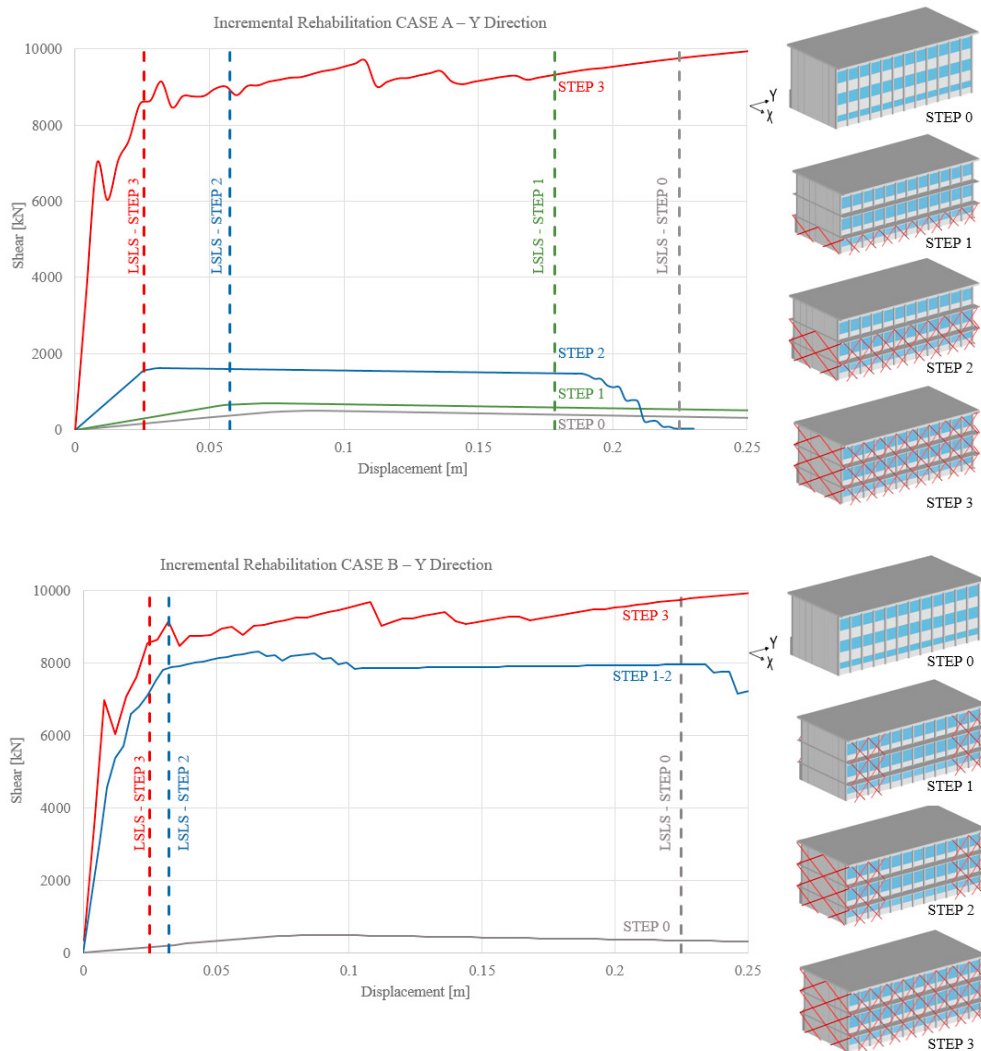 Incremental Rehabilitation CASE A – Y Direction
10000
8000
6000
4000
2000
0
Shear [kN]
0
0.05
0.1
0.15
0.2
0.25
Displacement [m]
LSLS - STEP 3
LSLS - STEP 2
LSLS - STEP 1
LSLS - STEP 0
STEP 3
STEP 2
STEP 1
STEP 0
Y
X
STEP 0
STEP 1
STEP 2
STEP 3
Incremental Rehabilitation CASE B – Y Direction
10000
8000
6000
4000
2000
0
Shear [kN]
0
0.05
0.1
0.15
0.2
0.25
Displacement [m]
LSLS - STEP 3
LSLS - STEP 2
LSLS - STEP 0
STEP 3
STEP 1-2
STEP 0
Y
X
STEP 0
STEP 1
STEP 2
STEP 3